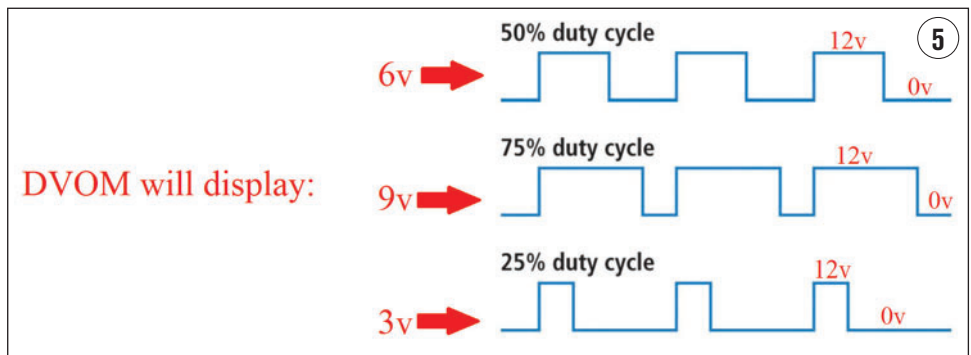 50% duty cycle
5
12v
6v
0v
75% duty cycle
12v
DVOM will display:
9v
0v
25% duty cycle
12v
3v
0v